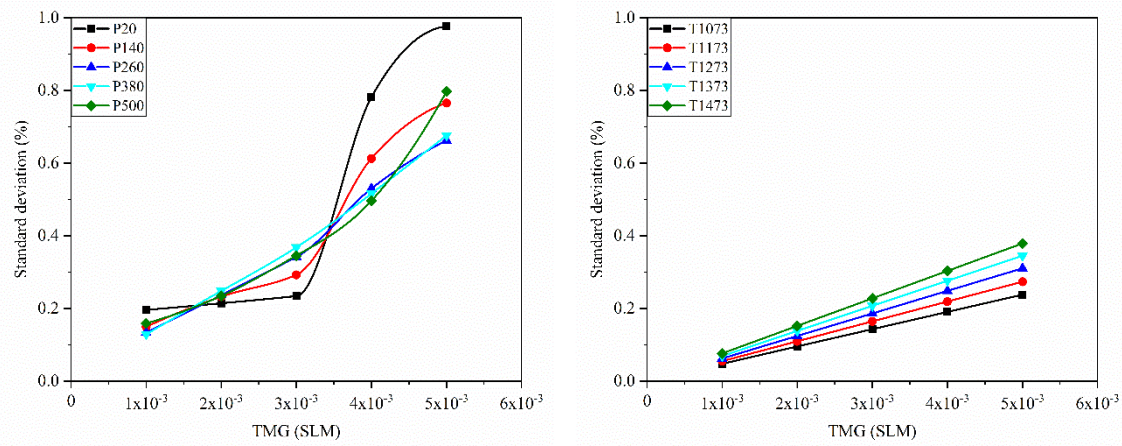 1.0
0.8
0.6
0.4
0.2
0.0
Standard deviation (%)
P20
P140
P260
P380
P500
0 1x10⁻³ 2x10⁻³ 3x10⁻³ 4x10⁻³ 5x10⁻³ 6x10⁻³
TMG (SLM)
1.0
0.8
0.6
0.4
0.2
0.0
Standard deviation (%)
T1073
T1173
T1273
T1373
T1473
0 1x10⁻³ 2x10⁻³ 3x10⁻³ 4x10⁻³ 5x10⁻³ 6x10⁻³
TMG (SLM)